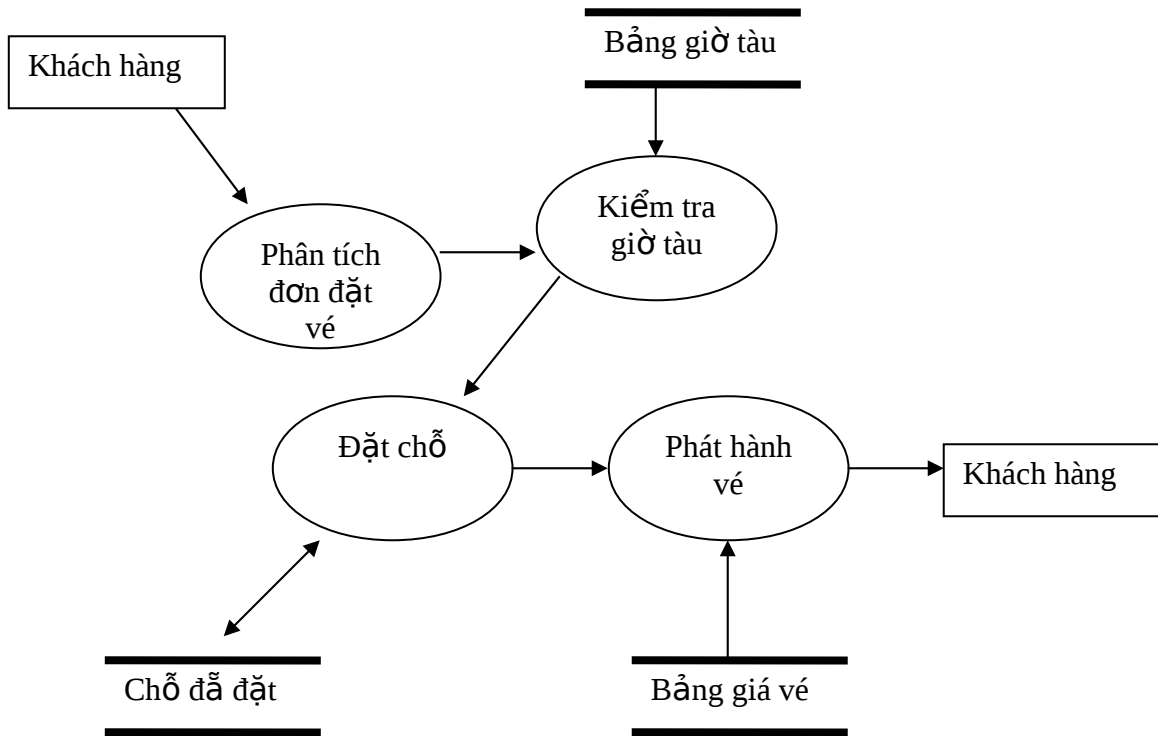 Bảng giờ tàu
Khách hàng
Kiểm tra
giờ tàu
Phân tích
đơn đặt
vé
Đặt chỗ
Phát hành
vé
Khách hàng
Chỗ đẵ đặt
Bảng giá vé